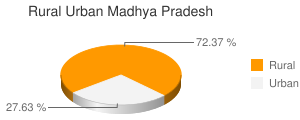 Rural Urban Madhya Pradesh
72.37 %
Rural
Urban
27.63 %